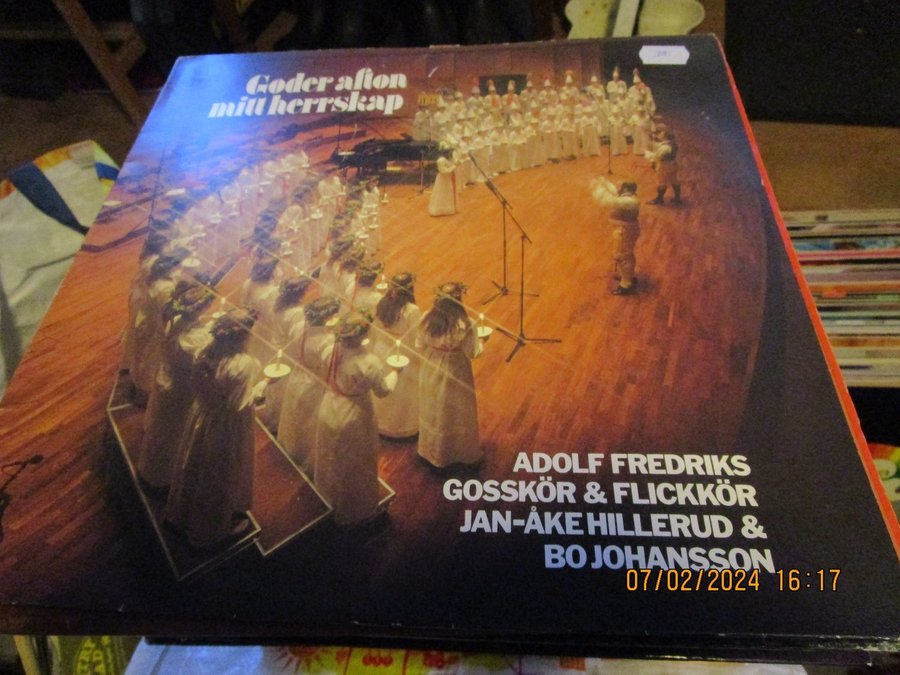 Goder afton
mitt herrskap
ADOLF FREDRIKS
GOSSKÖR & FLICKKÖR
JAN-ÅKE HILLERUD &
BO JOHANSSON
07/02/2024 16:17